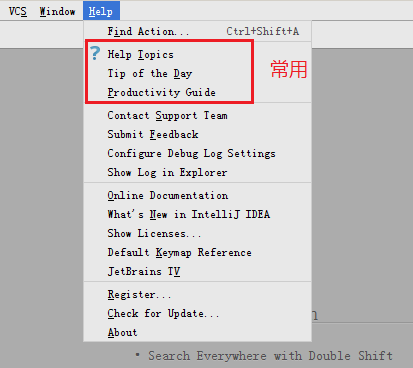 VCS Window Help
Find Action... Ctrl+Shift+A
? Help Topics
Tip of the Day
Productivity Guide
常用
Contact Support Team
Submit Feedback
Configure Debug Log Settings
Show Log in Explorer
Online Documentation
What's New in IntelliJ IDEA
Show Licenses...
Default Keymap Reference
JetBrains TV
Register...
Check for Update...
About
• Search Everywhere with Double Shift